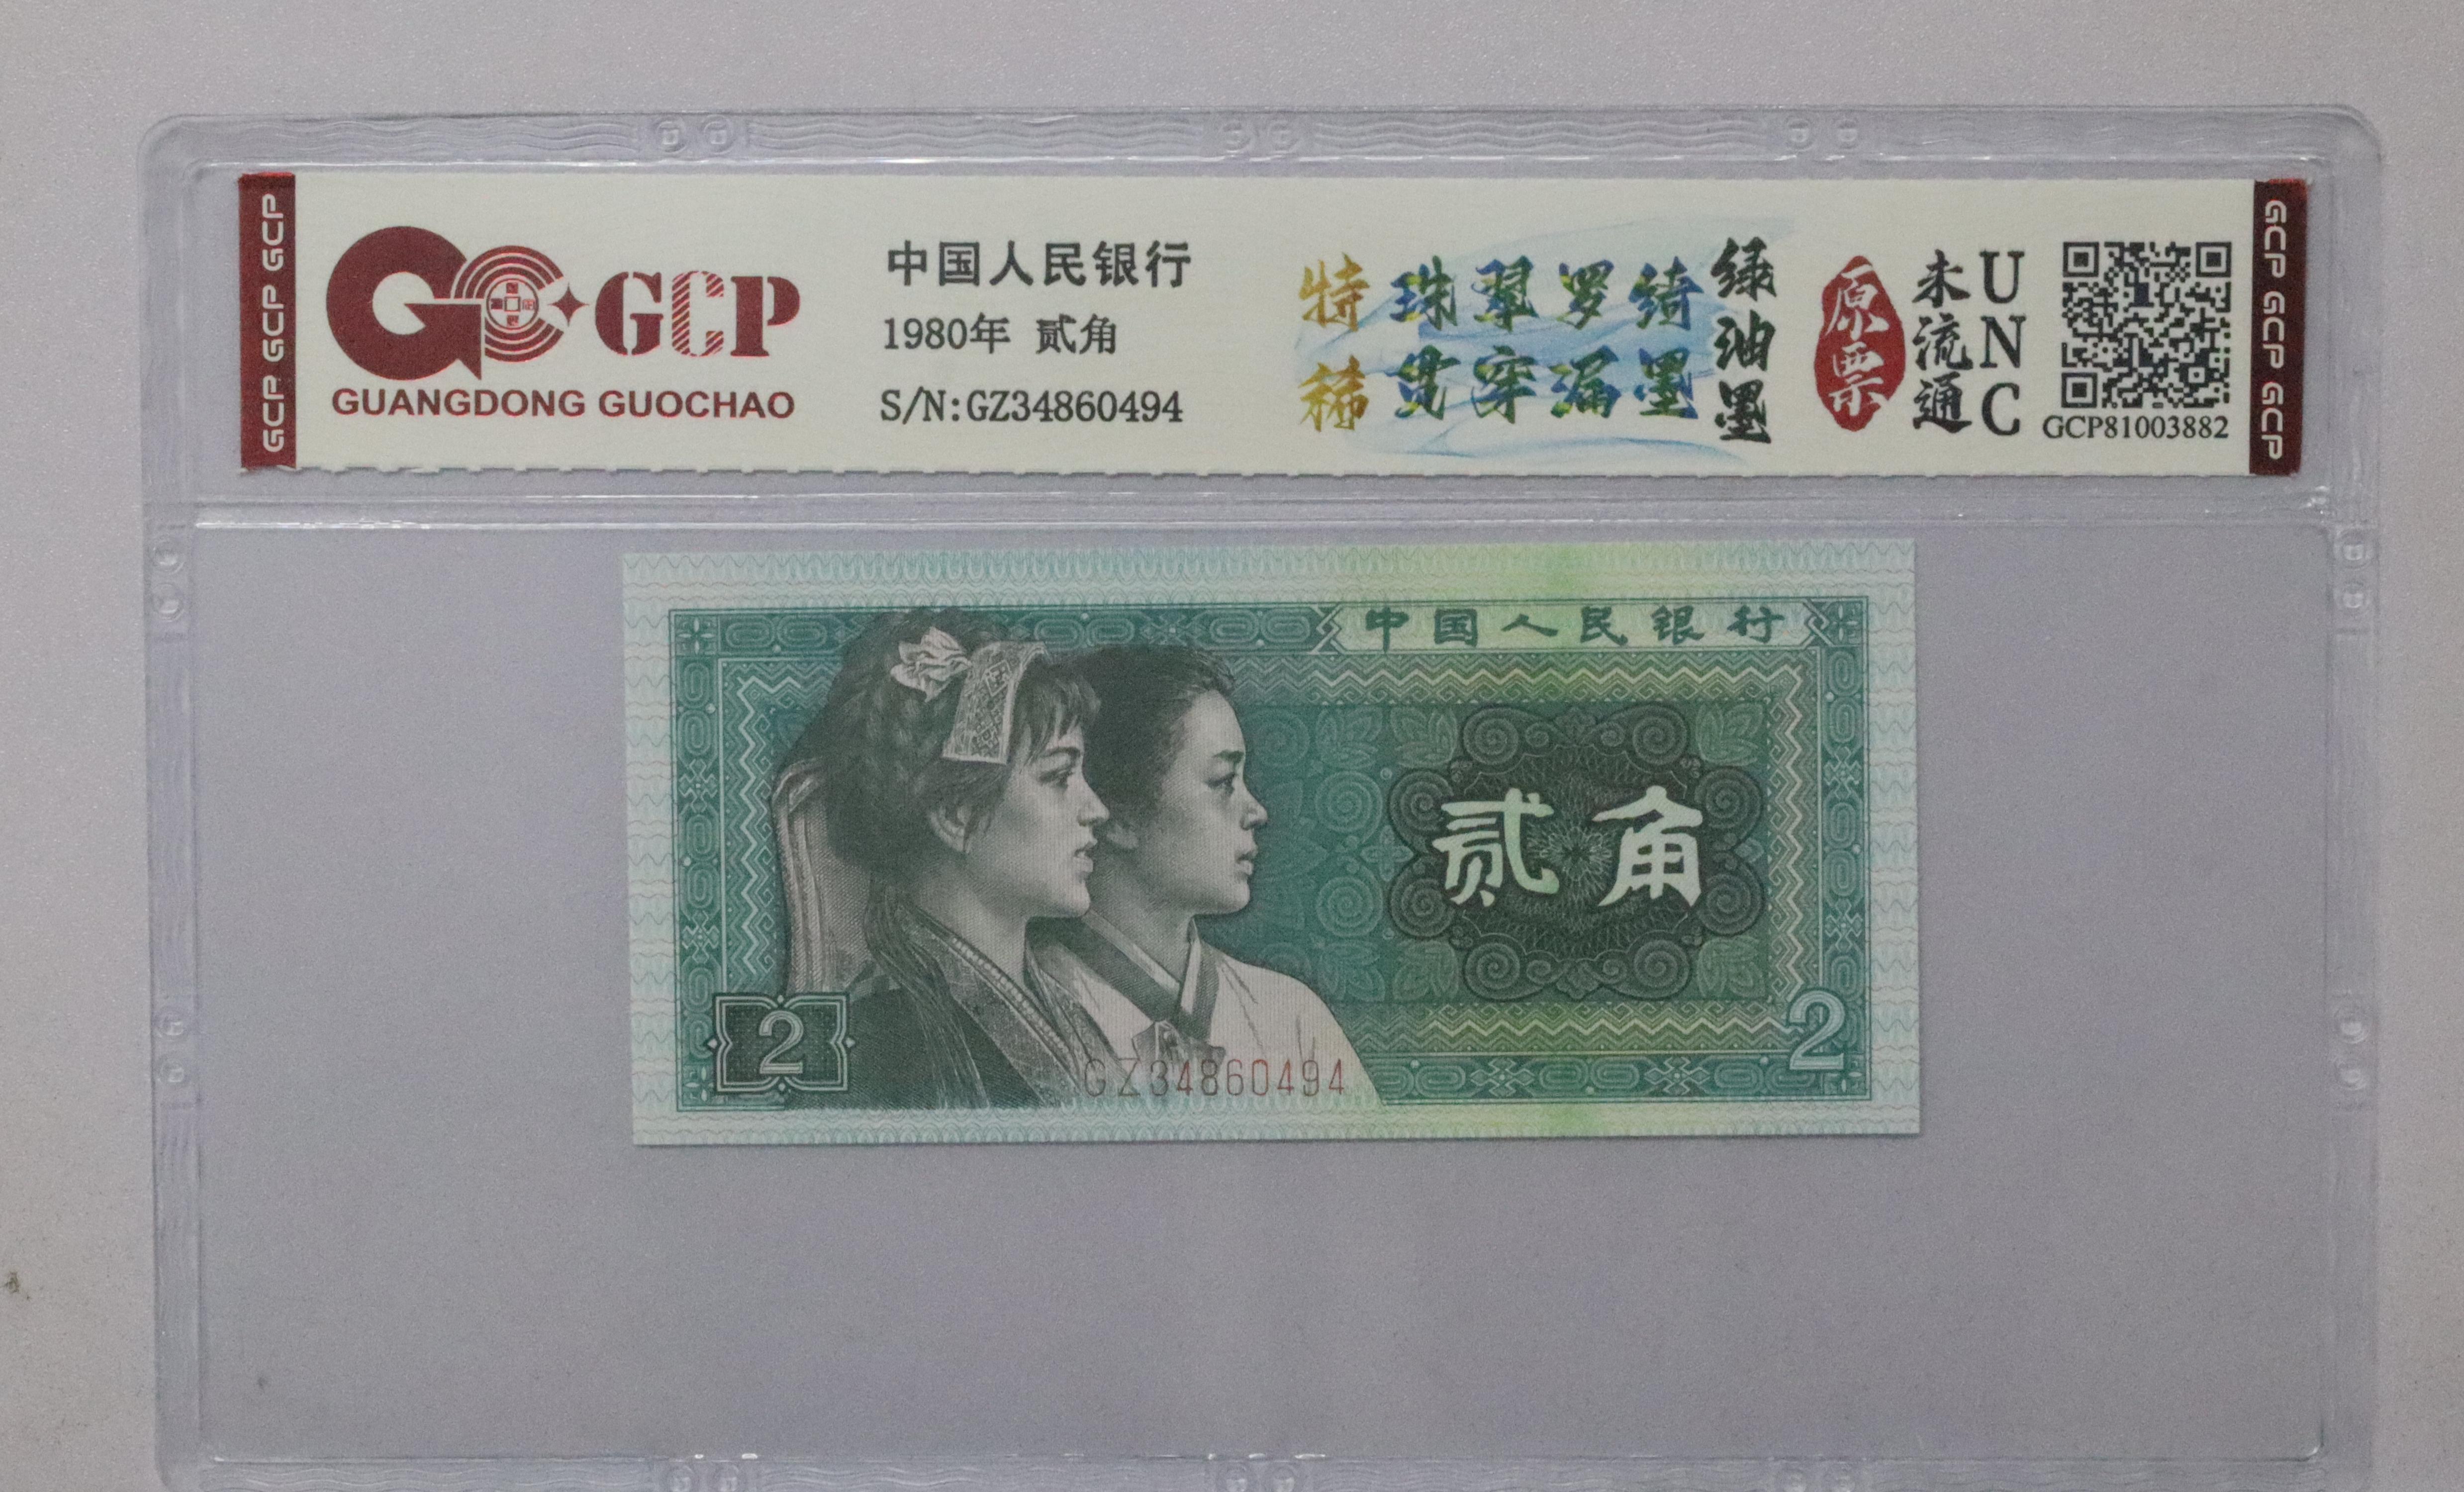 GCP GCP GCP
GCP
GUANGDONG GUOCHAO
中国人民银行
1980年 贰角
S/N:GZ34860494
特稀
珠翠罗绮
贯穿漏墨
绿油墨
原票
未流通
UNC
GCP81003882
GCP GCP GCP
中国人民银行
贰角
2
2
GZ34860494